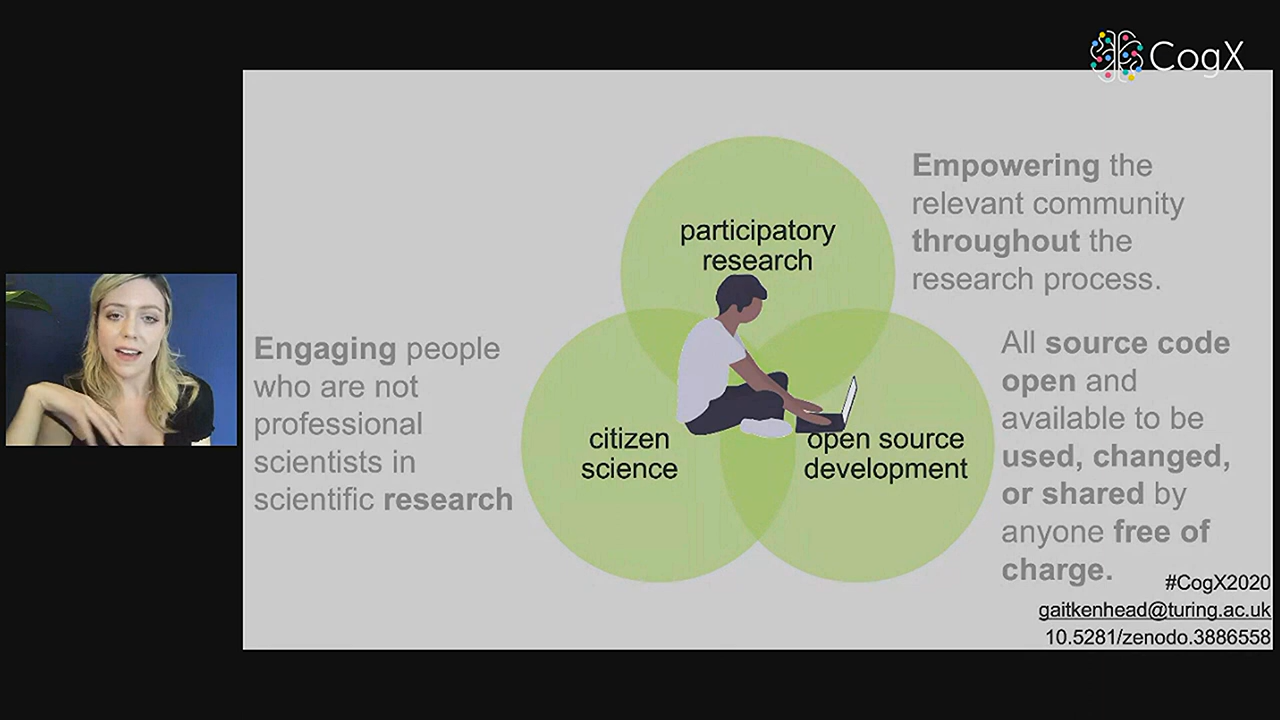 CogX
participatory
research
Empowering the
relevant community
throughout the
research process.
Engaging people
who are not
professional
scientists in
scientific research
citizen
science
open source
development
All source code
open and
available to be
used, changed,
or shared by
anyone free of
charge.
#CogX2020
gaitkenhead@turing.ac.uk
10.5281/zenodo.3886558